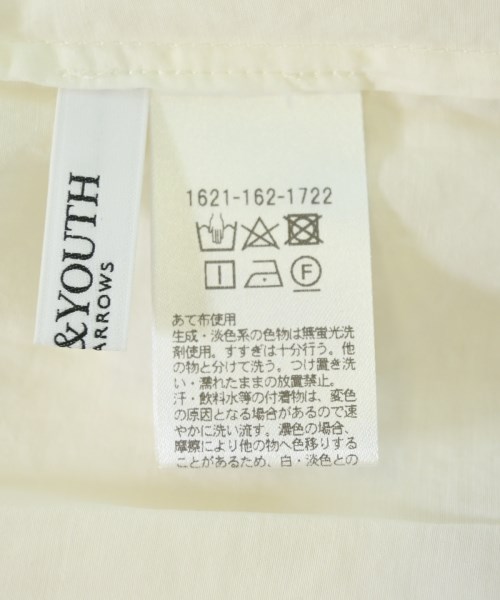 &YOUTH
ARROWS
1621-162-1722
F
あて布使用
生成・淡色系の色物は無蛍光洗
剤使用。すすぎは十分行う。他
の物と分けて洗う。つけ置き洗
い・濡れたままの放置禁止。
汗・飲料水等の付着物は、変色
の原因となる場合があるので速
やかに洗い流す。濃色の場合、
摩擦により他の物へ色移りする
ことがあるため、白・淡色との